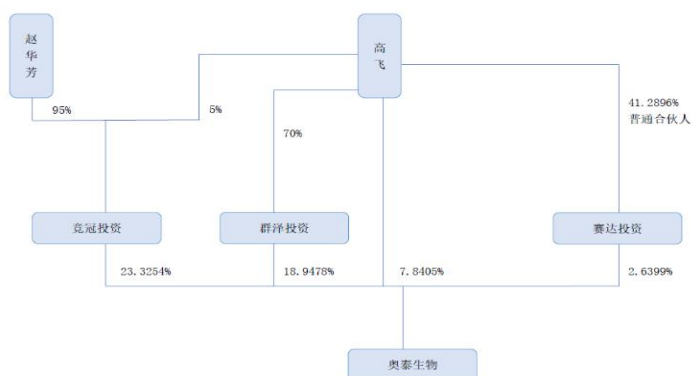 赵华芳
高飞
95%
5%
70%
41.2896%
普通合伙人
竞冠投资
群泽投资
赛达投资
23.3254%
18.9478%
7.8405%
2.6399%
奥泰生物